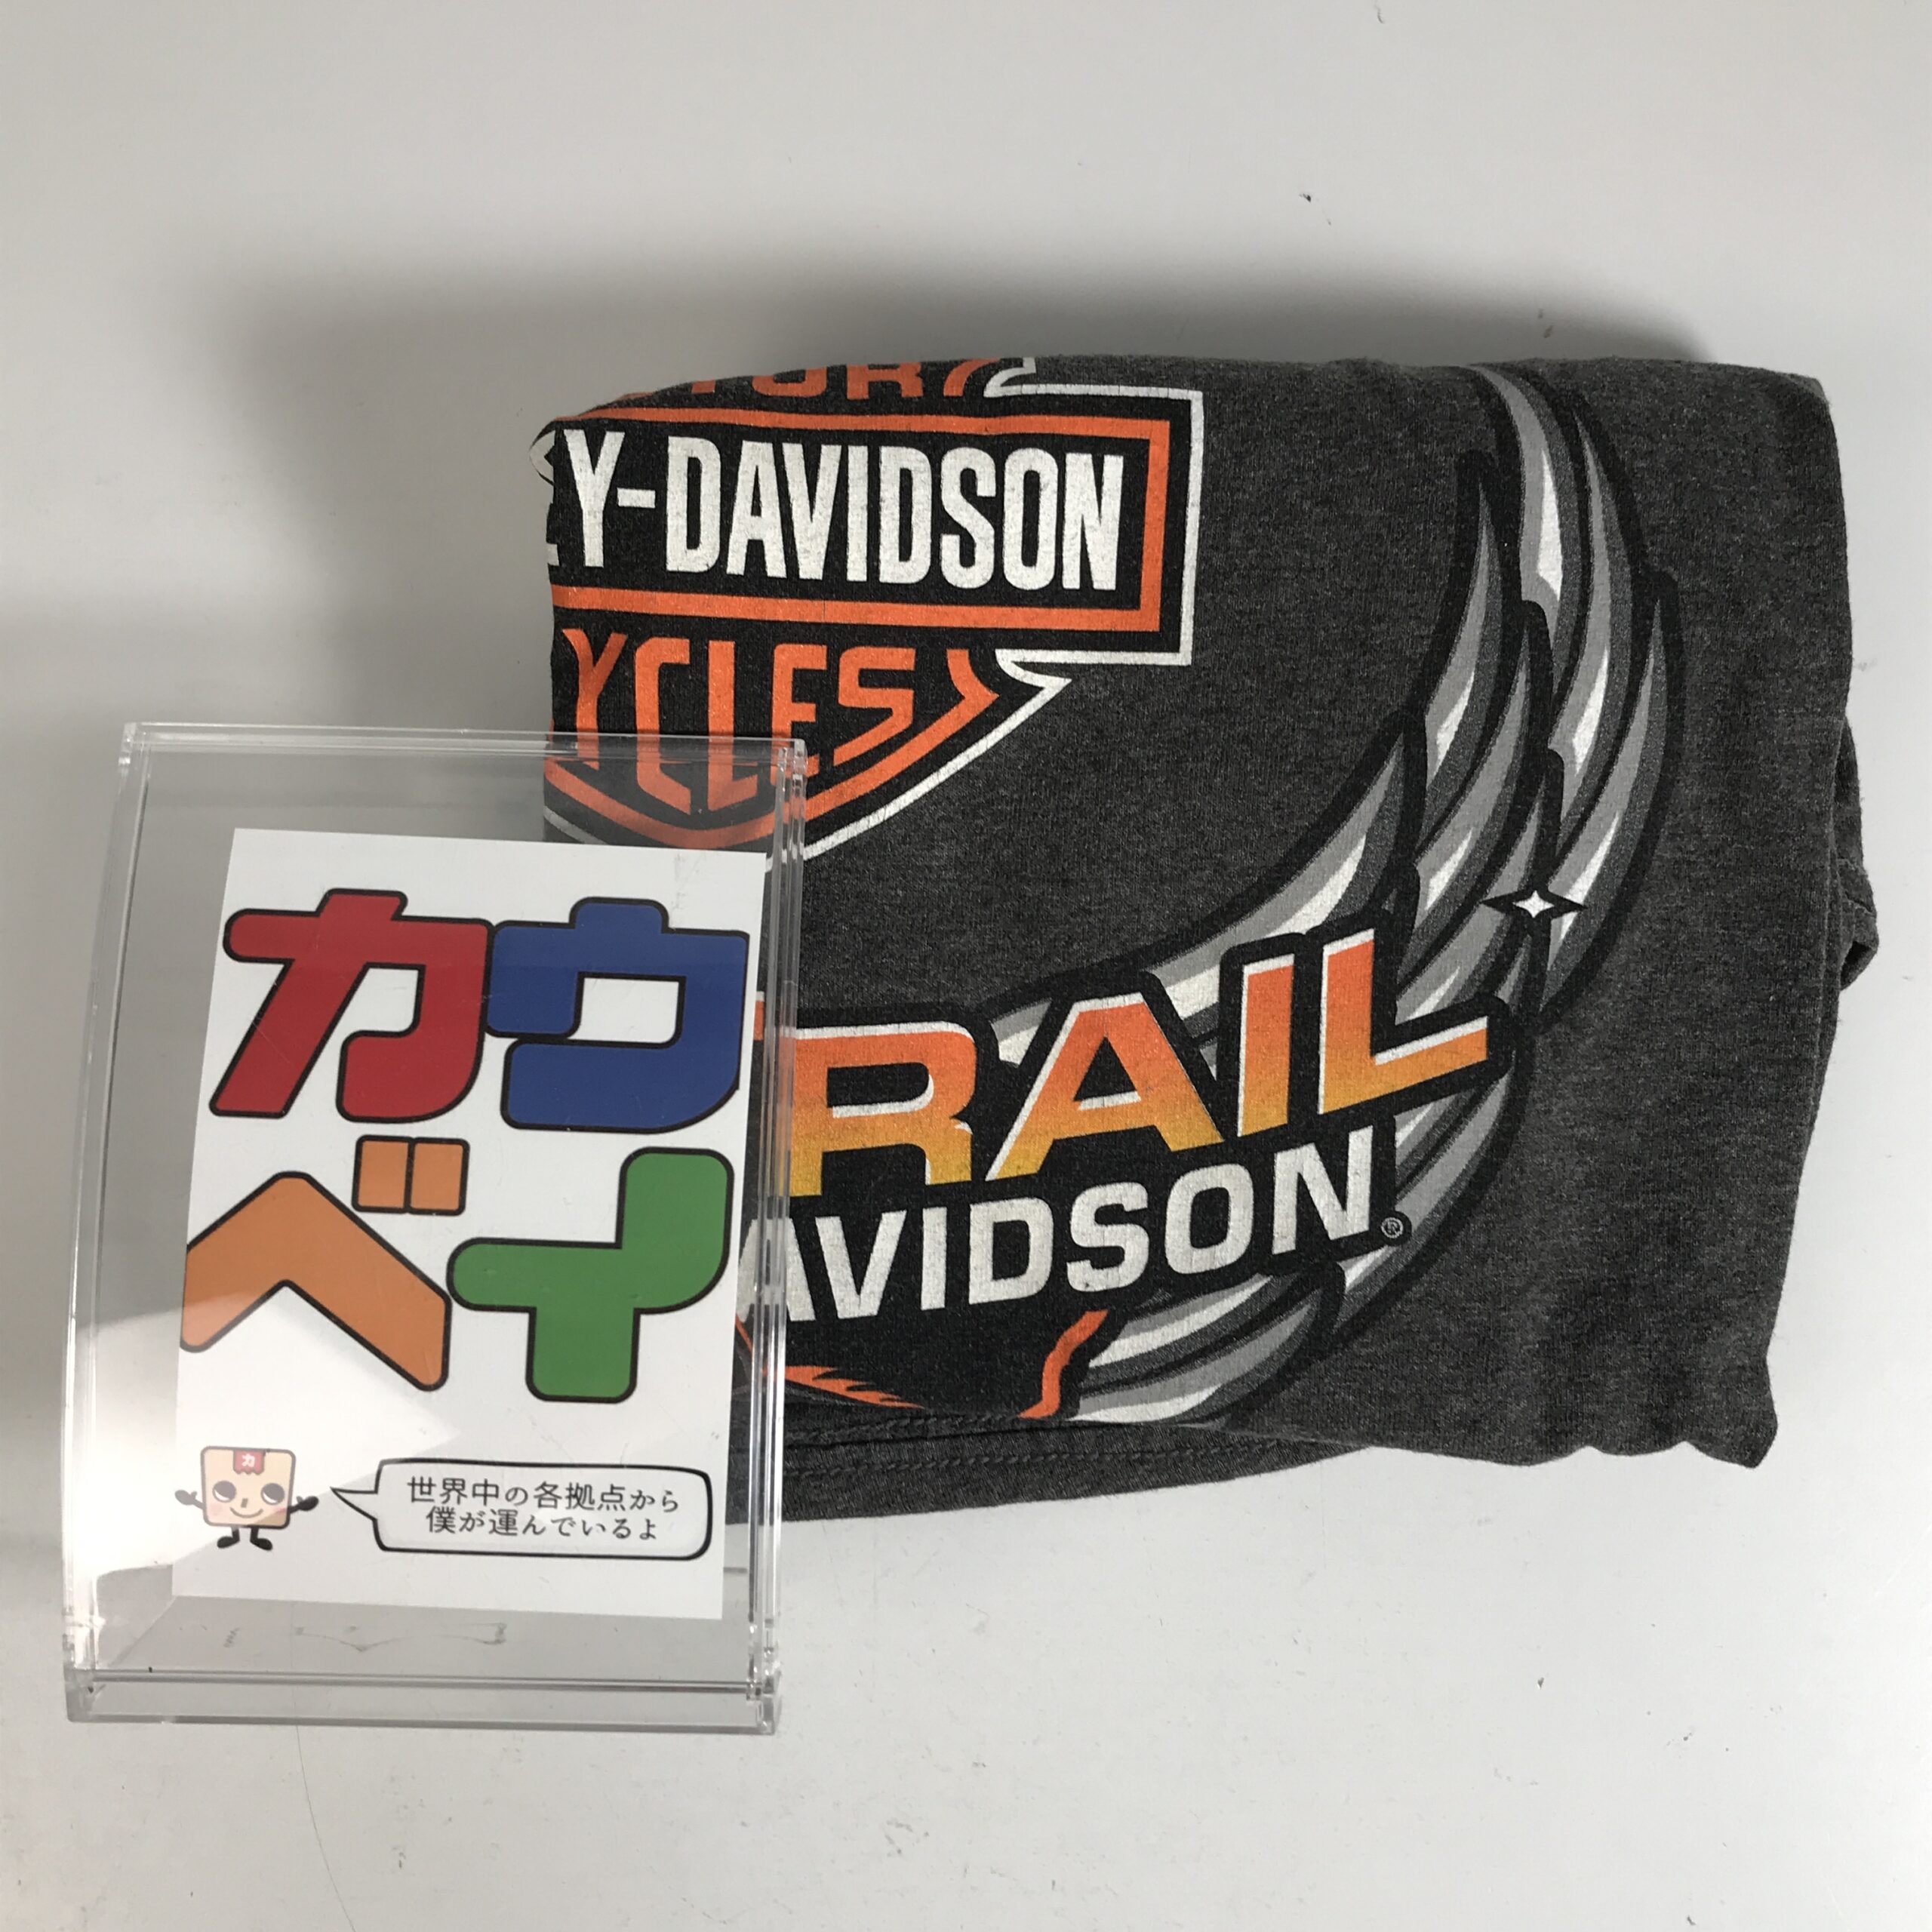 Y-DAVIDSON
YCLES
RAIL
AVIDSON
®
カウ
ベイ
カ
世界中の各拠点から
僕が運んでいるよ